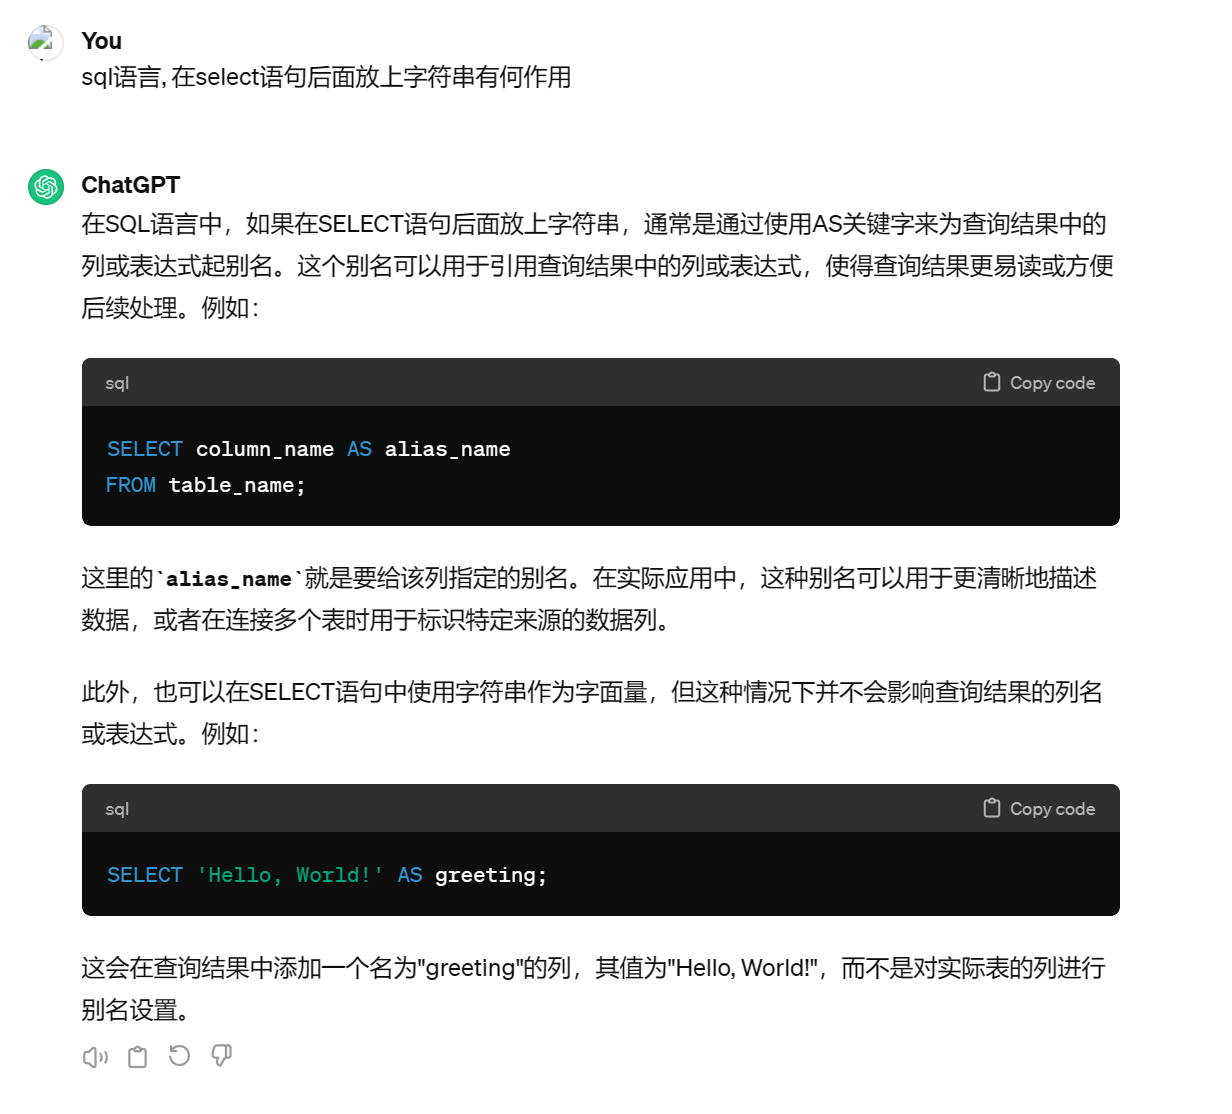 You
sql语言, 在select语句后面放上字符串有何作用
ChatGPT
在SQL语言中，如果在SELECT语句后面放上字符串，通常是通过使用AS关键字来为查询结果中的
列或表达式起别名。这个别名可以用于引用查询结果中的列或表达式，使得查询结果更易读或方便
后续处理。例如：
sql Copy code
SELECT column_name AS alias_name
FROM table_name;
这里的`alias_name`就是要给该列指定的别名。在实际应用中，这种别名可以用于更清晰地描述
数据，或者在连接多个表时用于标识特定来源的数据列。
此外，也可以在SELECT语句中使用字符串作为字面量，但这种情况下并不会影响查询结果的列名
或表达式。例如：
sql Copy code
SELECT 'Hello, World!' AS greeting;
这会在查询结果中添加一个名为"greeting"的列，其值为"Hello, World!"，而不是对实际表的列进行
别名设置。